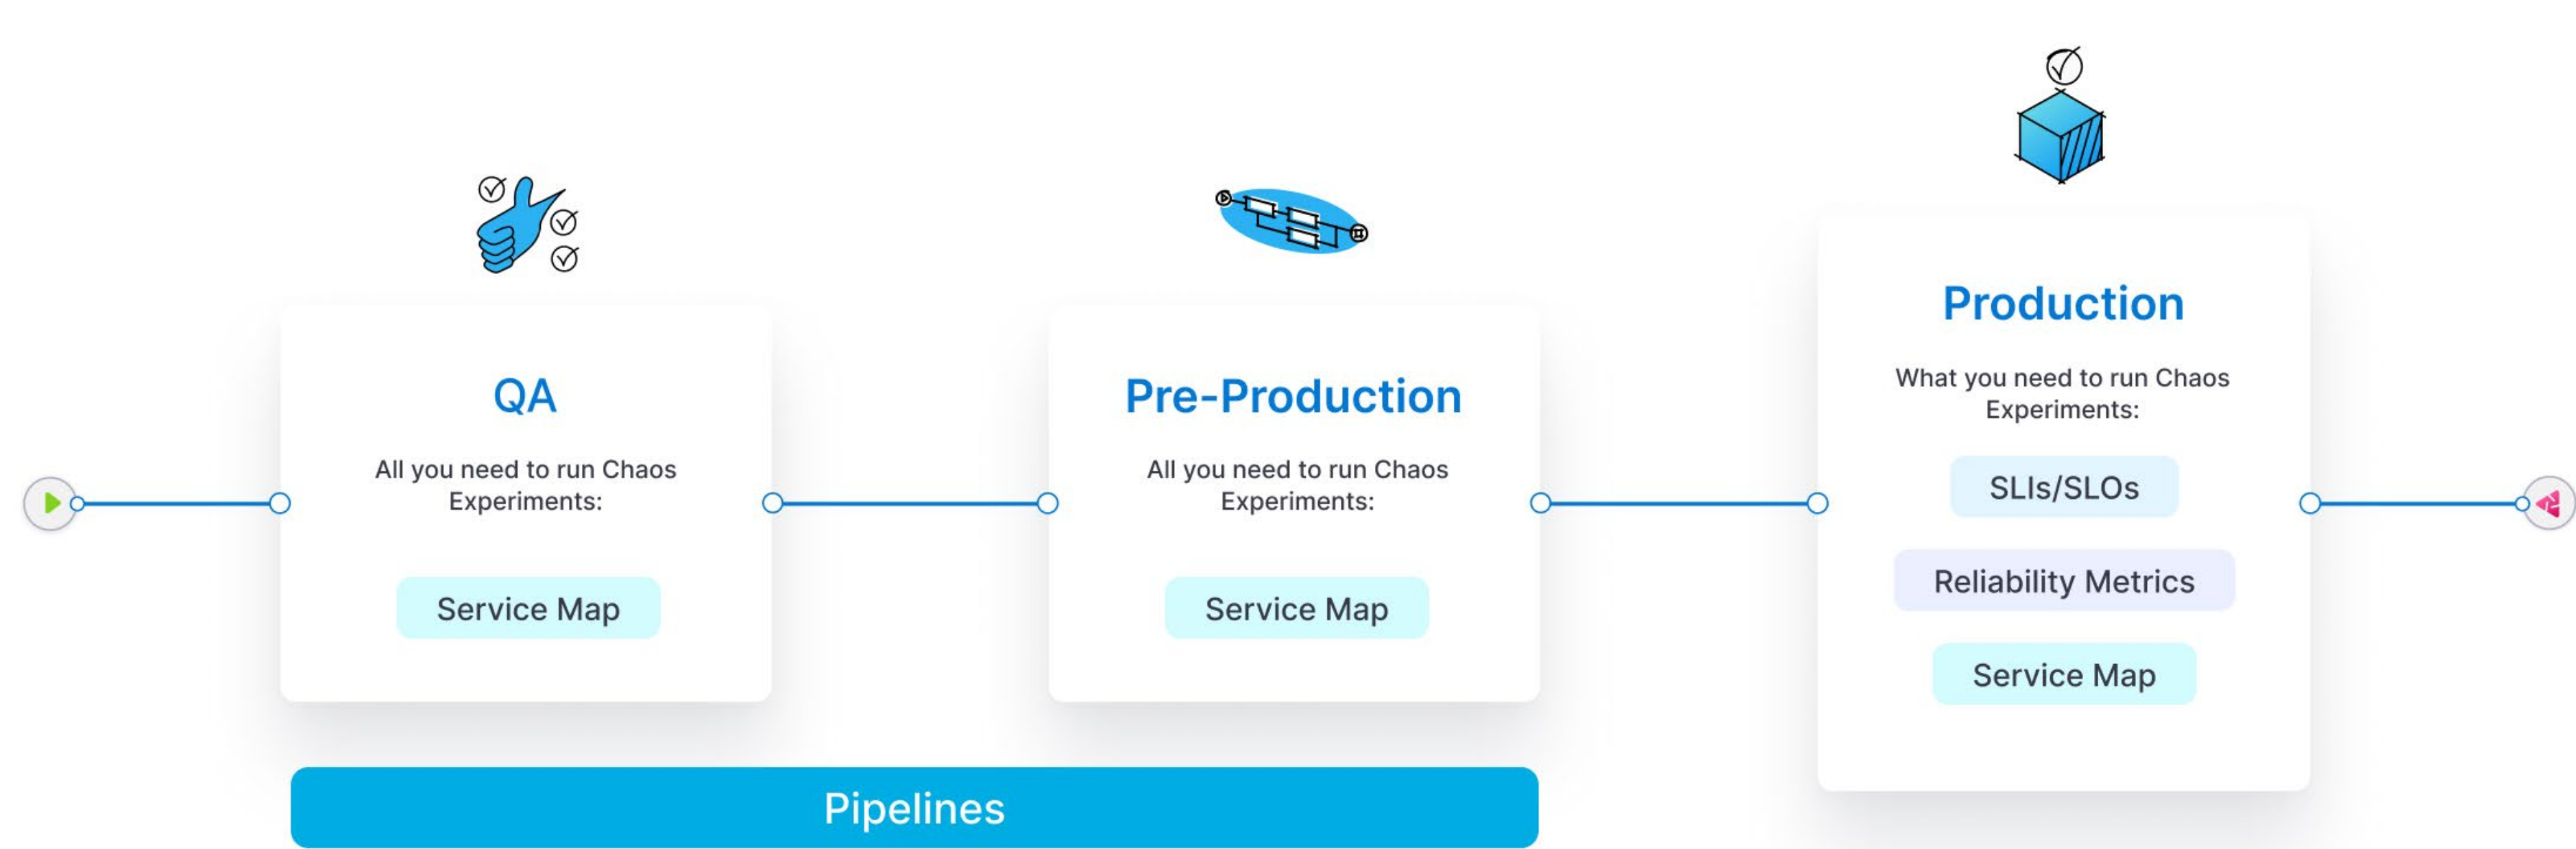 QA
All you need to run Chaos
Experiments:
Service Map
Pre-Production
All you need to run Chaos
Experiments:
Service Map
Production
What you need to run Chaos
Experiments:
SLIs/SLOs
Reliability Metrics
Service Map
Pipelines